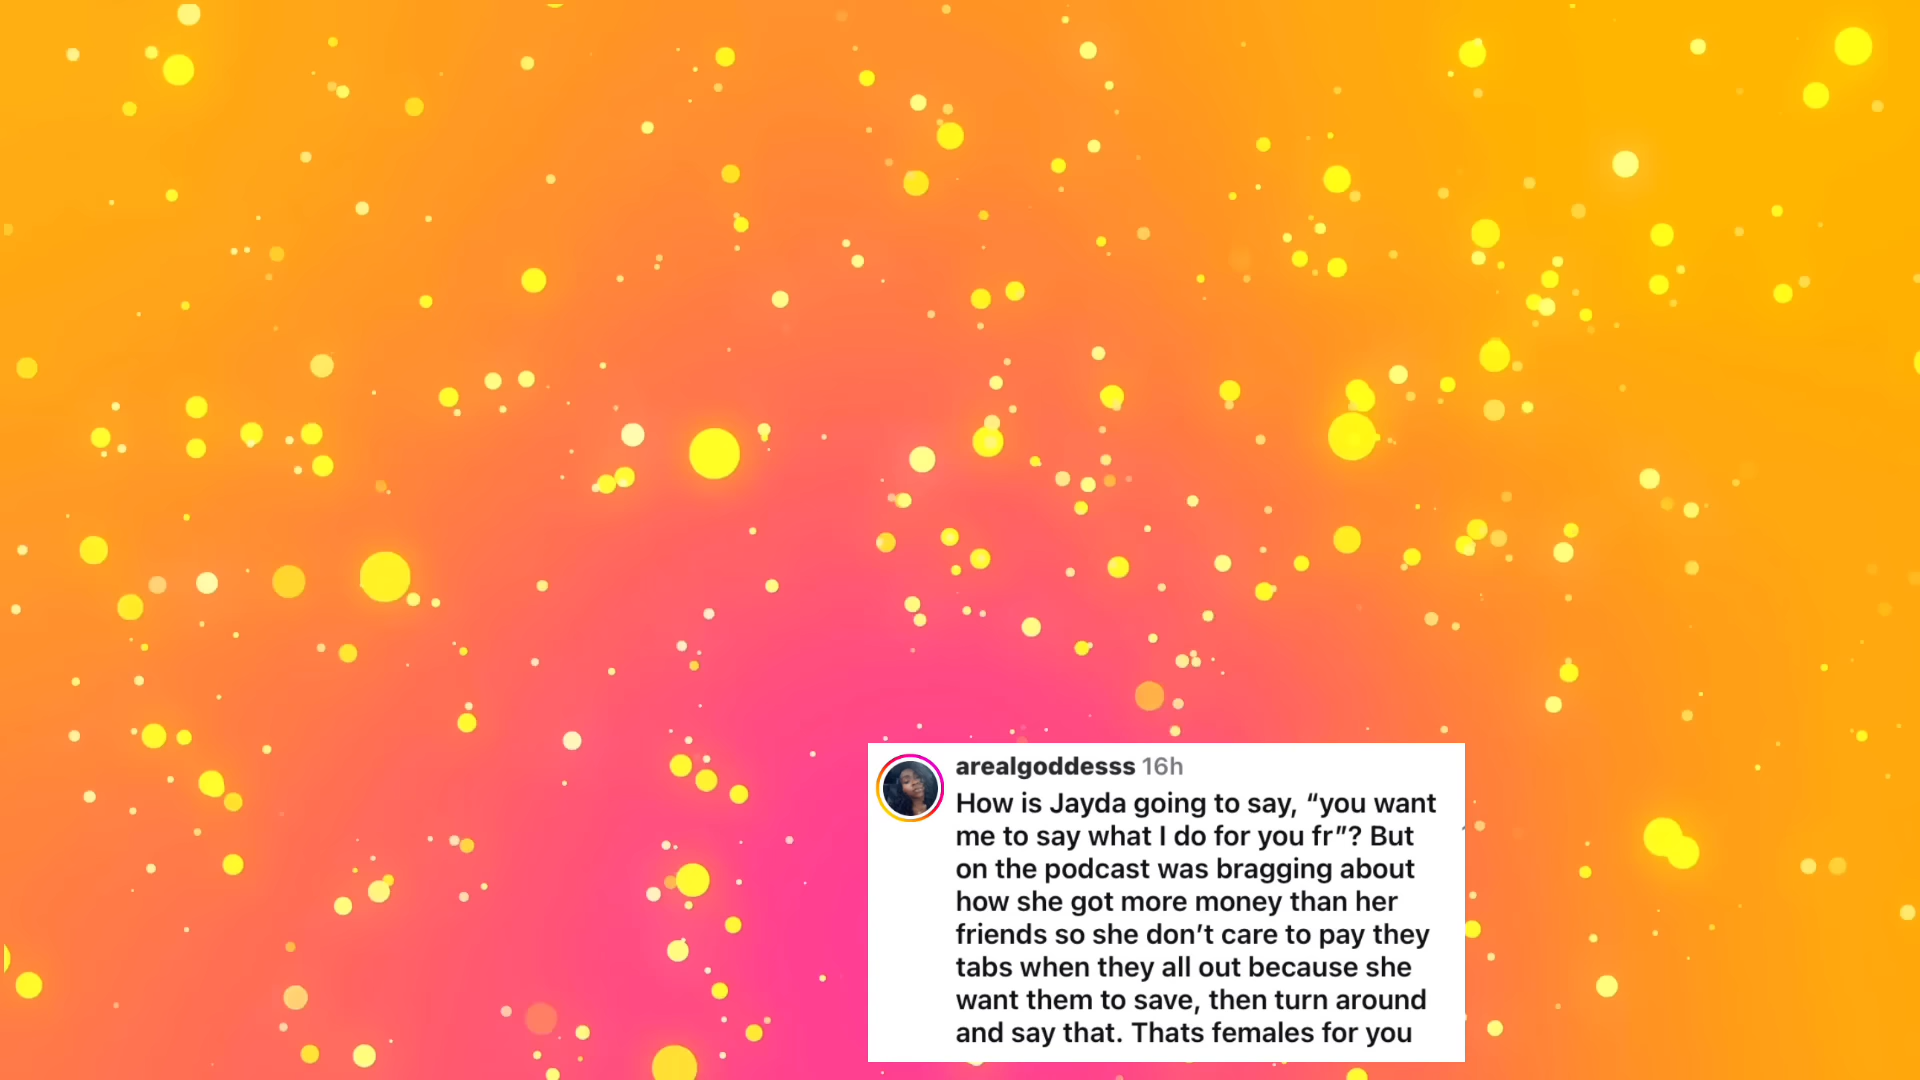 arealgoddesss 16h
How is Jayda going to say, “you want
me to say what I do for you fr”? But
on the podcast was bragging about
how she got more money than her
friends so she don’t care to pay they
tabs when they all out because she
want them to save, then turn around
and say that. Thats females for you